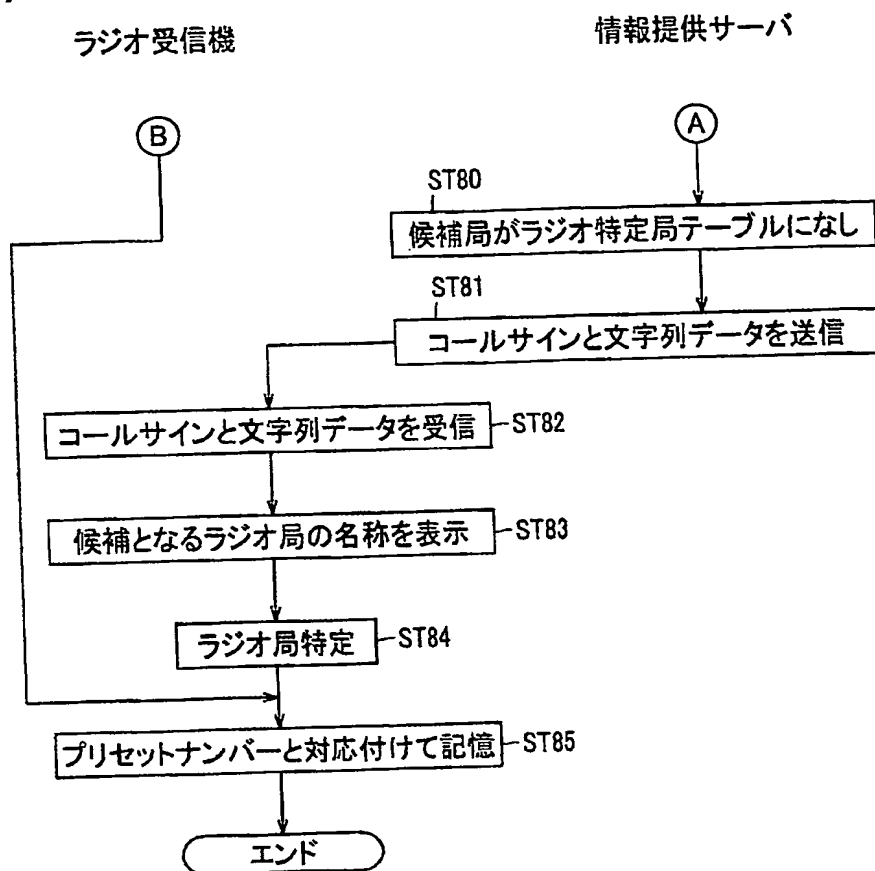 ラジオ受信機
情報提供サーバ
B
A
ST80
候補局がラジオ特定局テーブルになし
ST81
コールサインと文字列データを送信
コールサインと文字列データを受信
ST82
候補となるラジオ局の名称を表示
ST83
ラジオ局特定
ST84
プリセットナンバーと対応付けて記憶
ST85
エンド